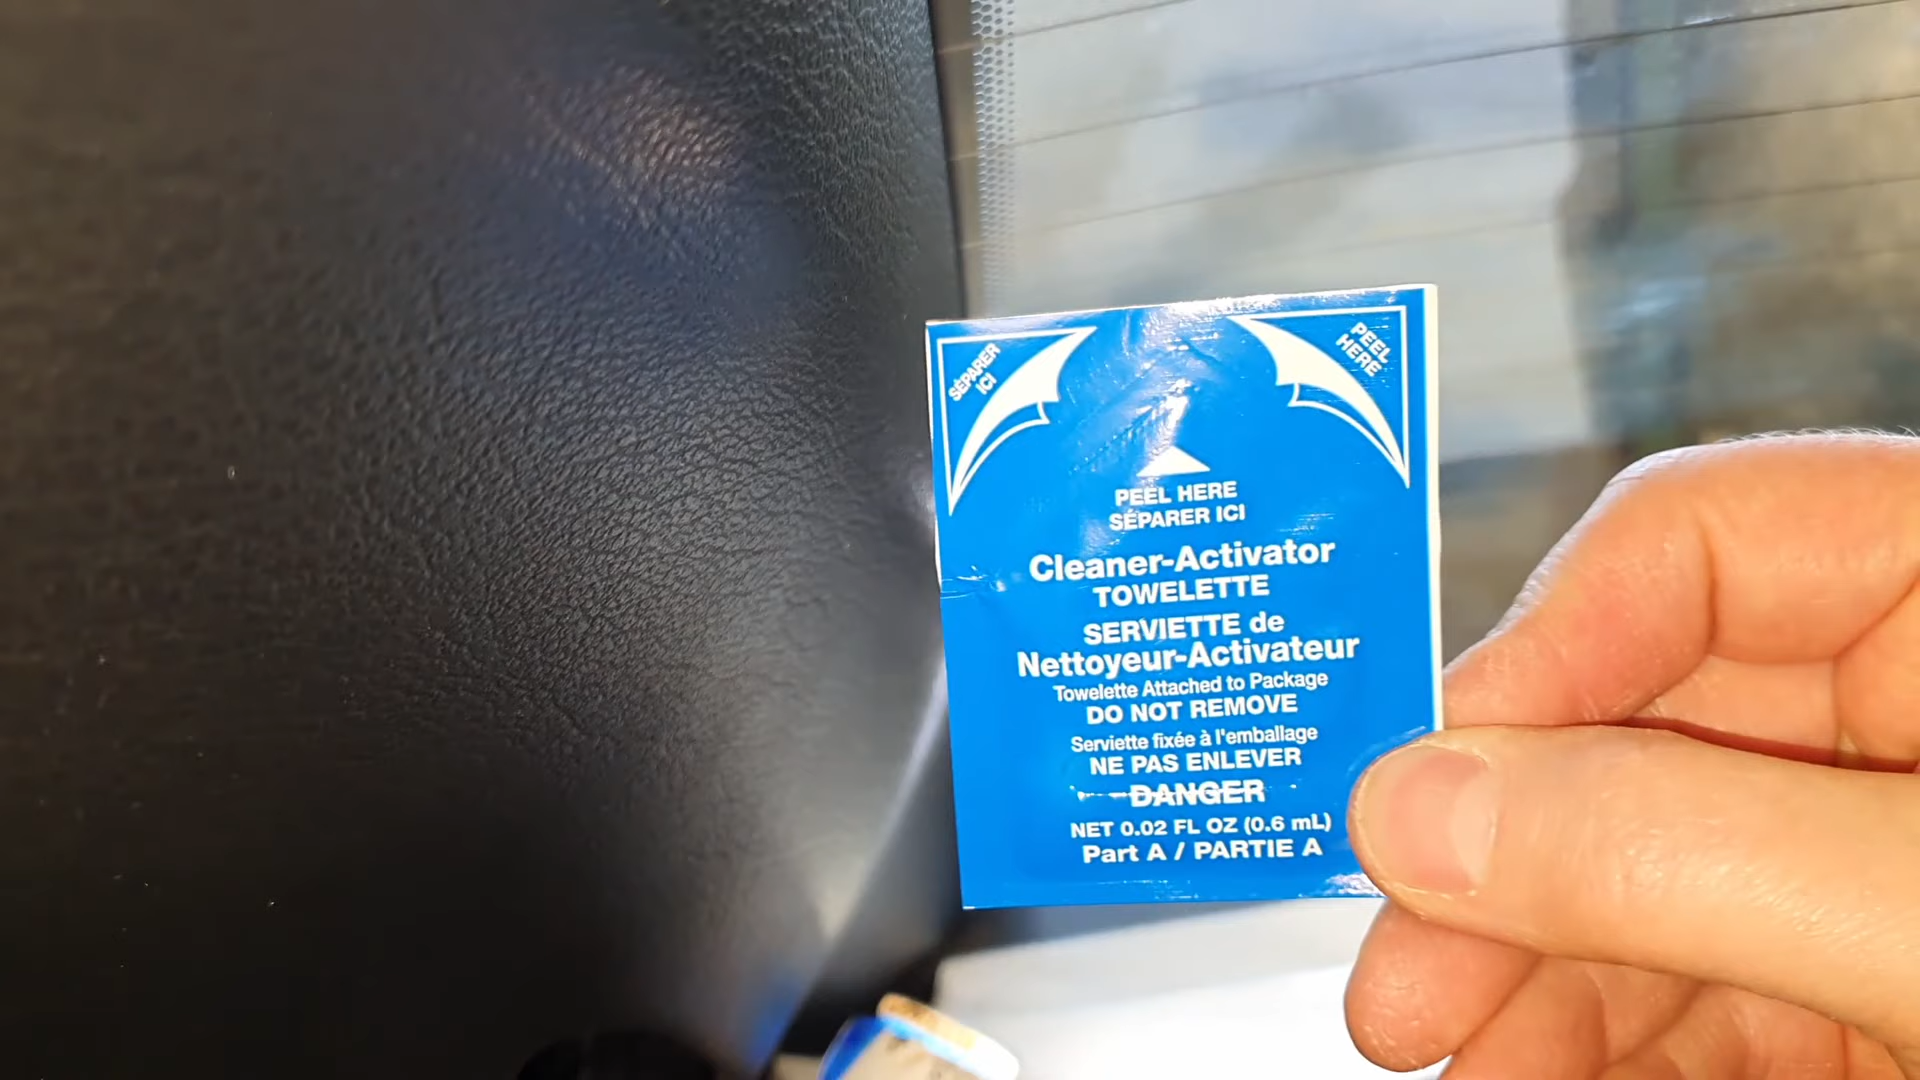 SÉPARER
ICI
PEEL
HERE
PEEL HERE
SÉPARER ICI
Cleaner-Activator
TOWELETTE
SERVIETTE de
Nettoyeur-Activateur
Towelette Attached to Package
DO NOT REMOVE
Serviette fixée à l'emballage
NE PAS ENLEVER
DANGER
NET 0.02 FL OZ (0.6 mL)
Part A / PARTIE A